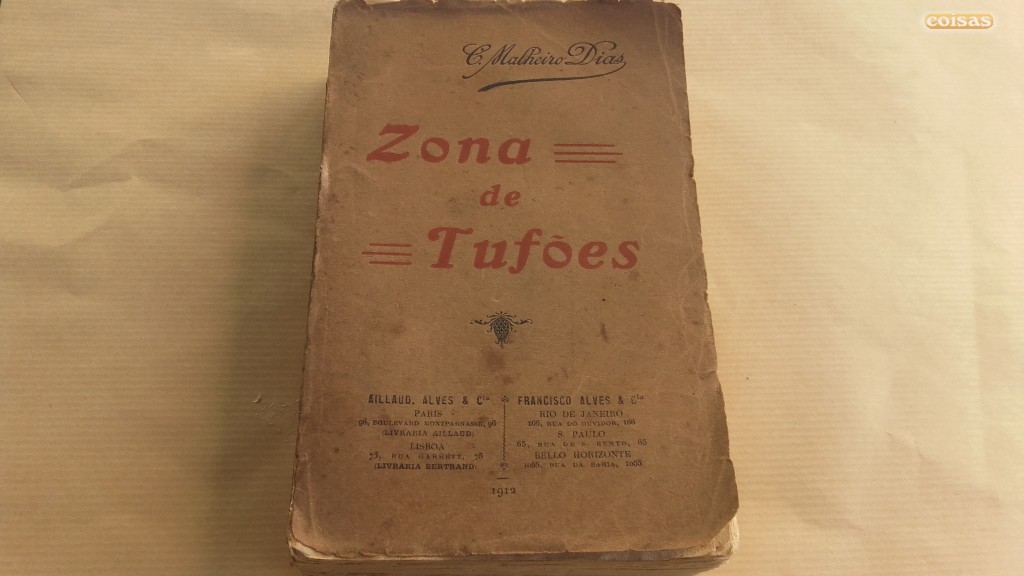 coisas
C. Malheiro Dias
Zona
de
Tufões
AILLAUD, ALVES & Cia
PARIS
96, BOULEVARD MONTPARNASSE, 96
(LIVRARIA AILLAUD)
LISBOA
73, RUA GARRETT, 75
(LIVRARIA BERTRAND)
FRANCISCO ALVES & Cia
RIO DE JANEIRO
166, RUA DO OUVIDOR, 166
S. PAULO
65, RUA DE S. BENTO, 65
BELLO HORIZONTE
1055, RUA DA BAHIA, 1055
1912